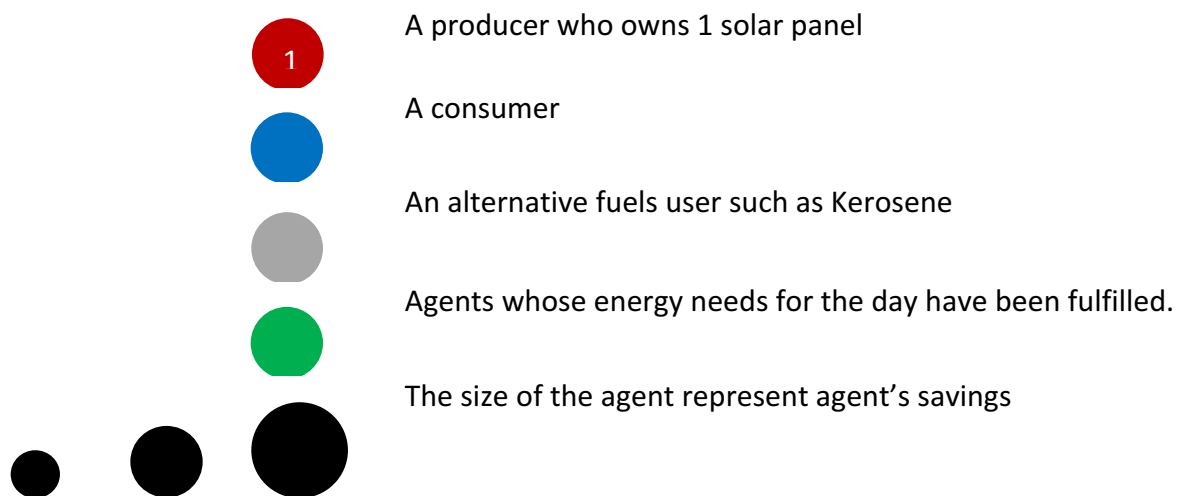 A producer who owns 1 solar panel
1
A consumer
An alternative fuels user such as Kerosene
Agents whose energy needs for the day have been fulfilled.
The size of the agent represent agent’s savings